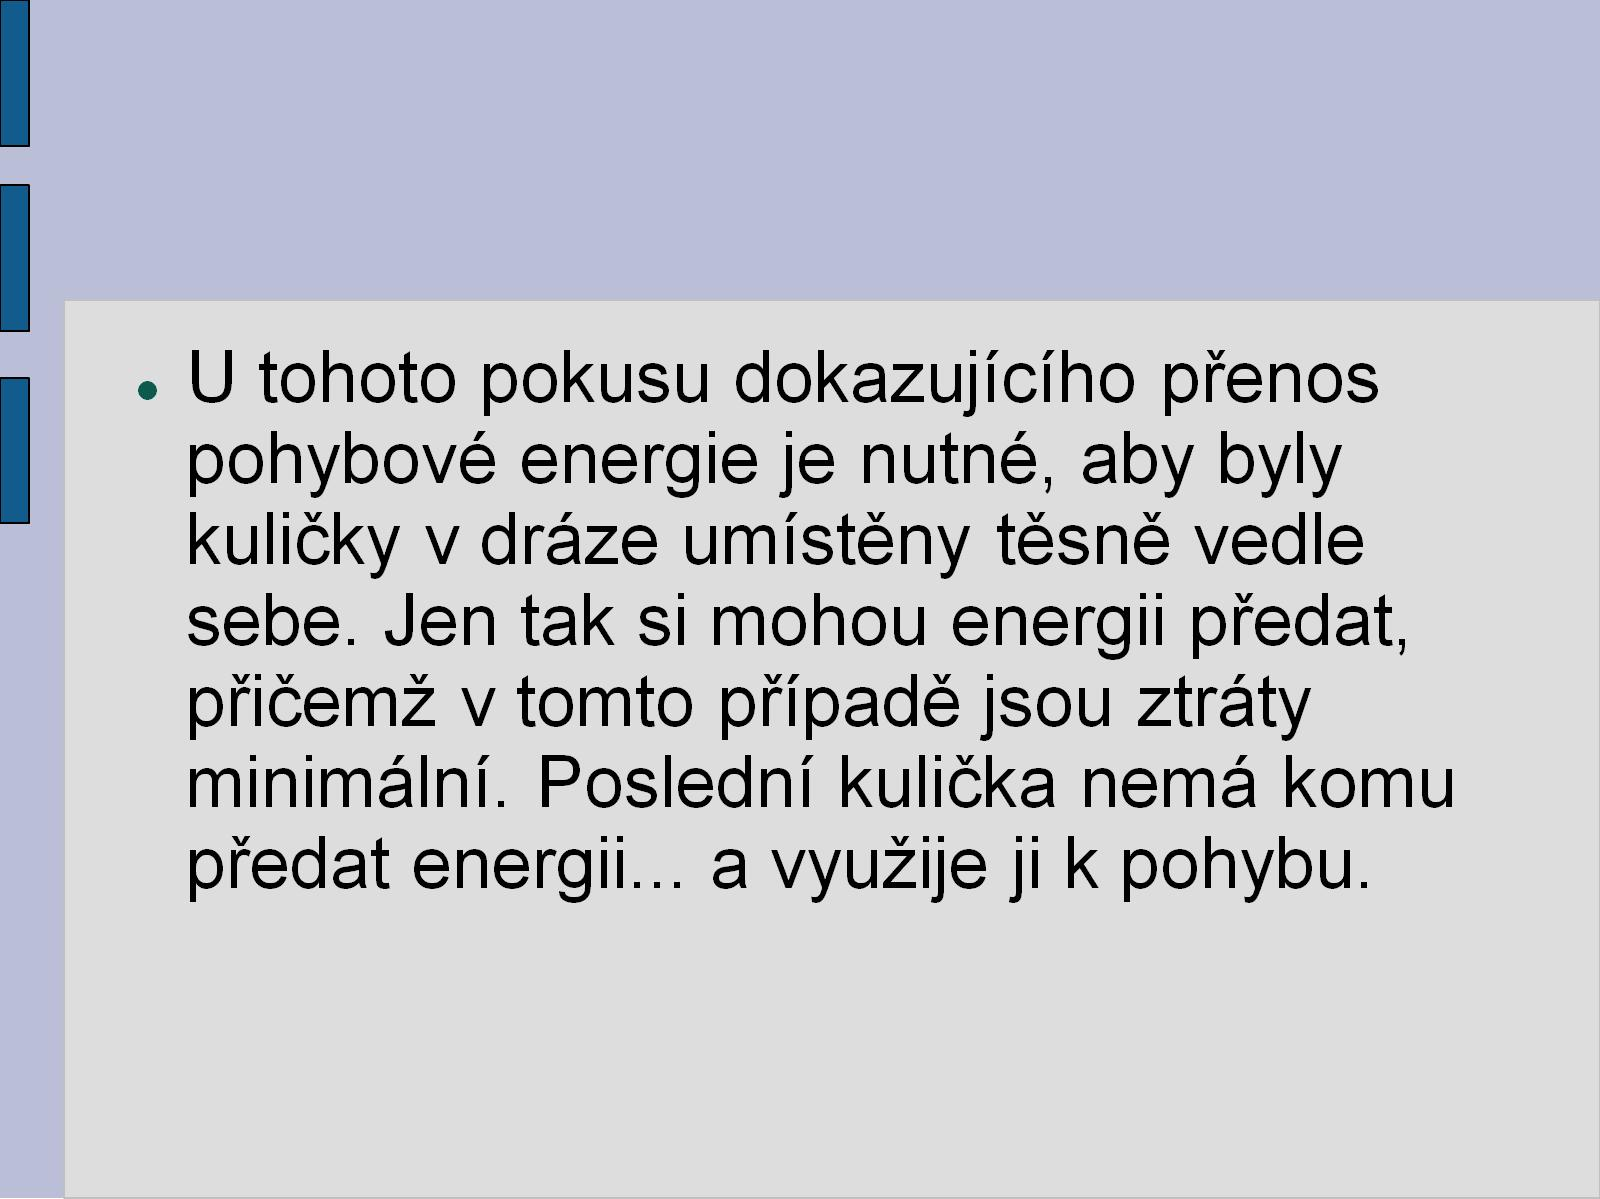 U tohoto pokusu dokazujícího přenos
pohybové energie je nutné, aby byly
kuličky v dráze umístěny těsně vedle
sebe. Jen tak si mohou energii předat,
přičemž v tomto případě jsou ztráty
minimální. Poslední kulička nemá komu
předat energii... a využije ji k pohybu.